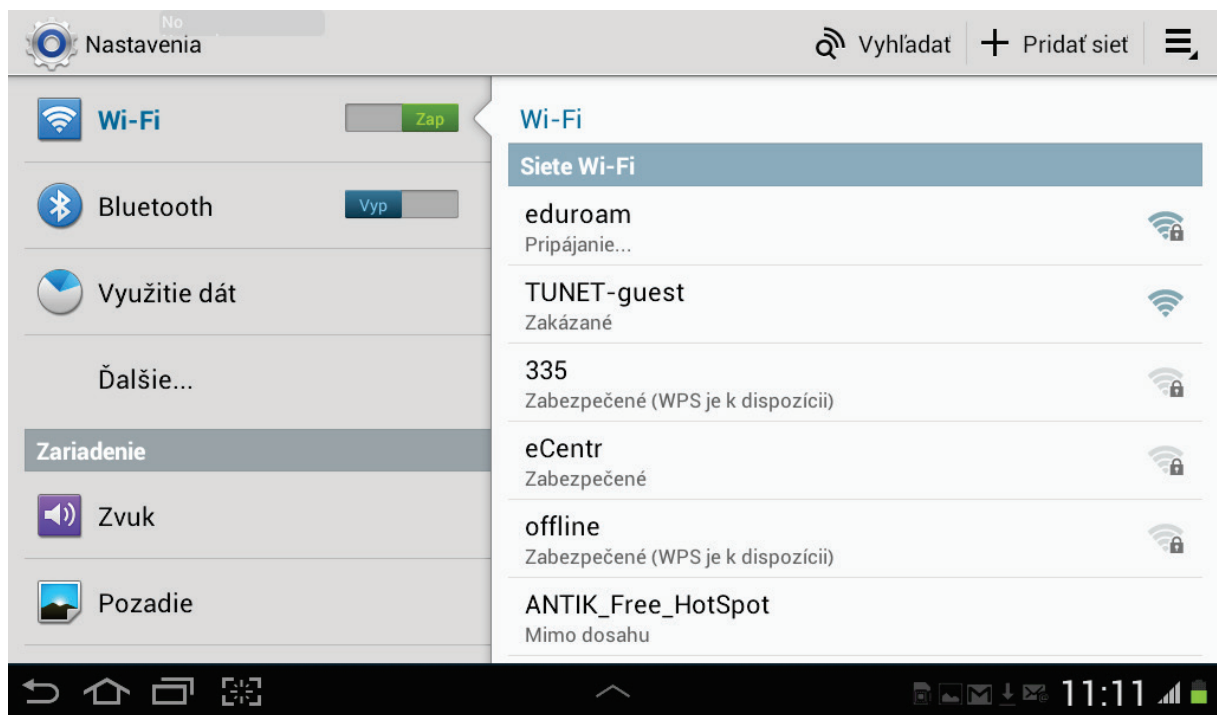 No
Nastavenia
Vyhľadať
Pridať sieť
Wi-Fi
Zap
Bluetooth
Vyp
Využitie dát
Ďalšie...
Zariadenie
Zvuk
Pozadie
Wi-Fi
Siete Wi-Fi
eduroam
Pripájanie...
TUNET-guest
Zakázané
335
Zabezpečené (WPS je k dispozícii)
eCentr
Zabezpečené
offline
Zabezpečené (WPS je k dispozícii)
ANTIK_Free_HotSpot
Mimo dosahu
11:11